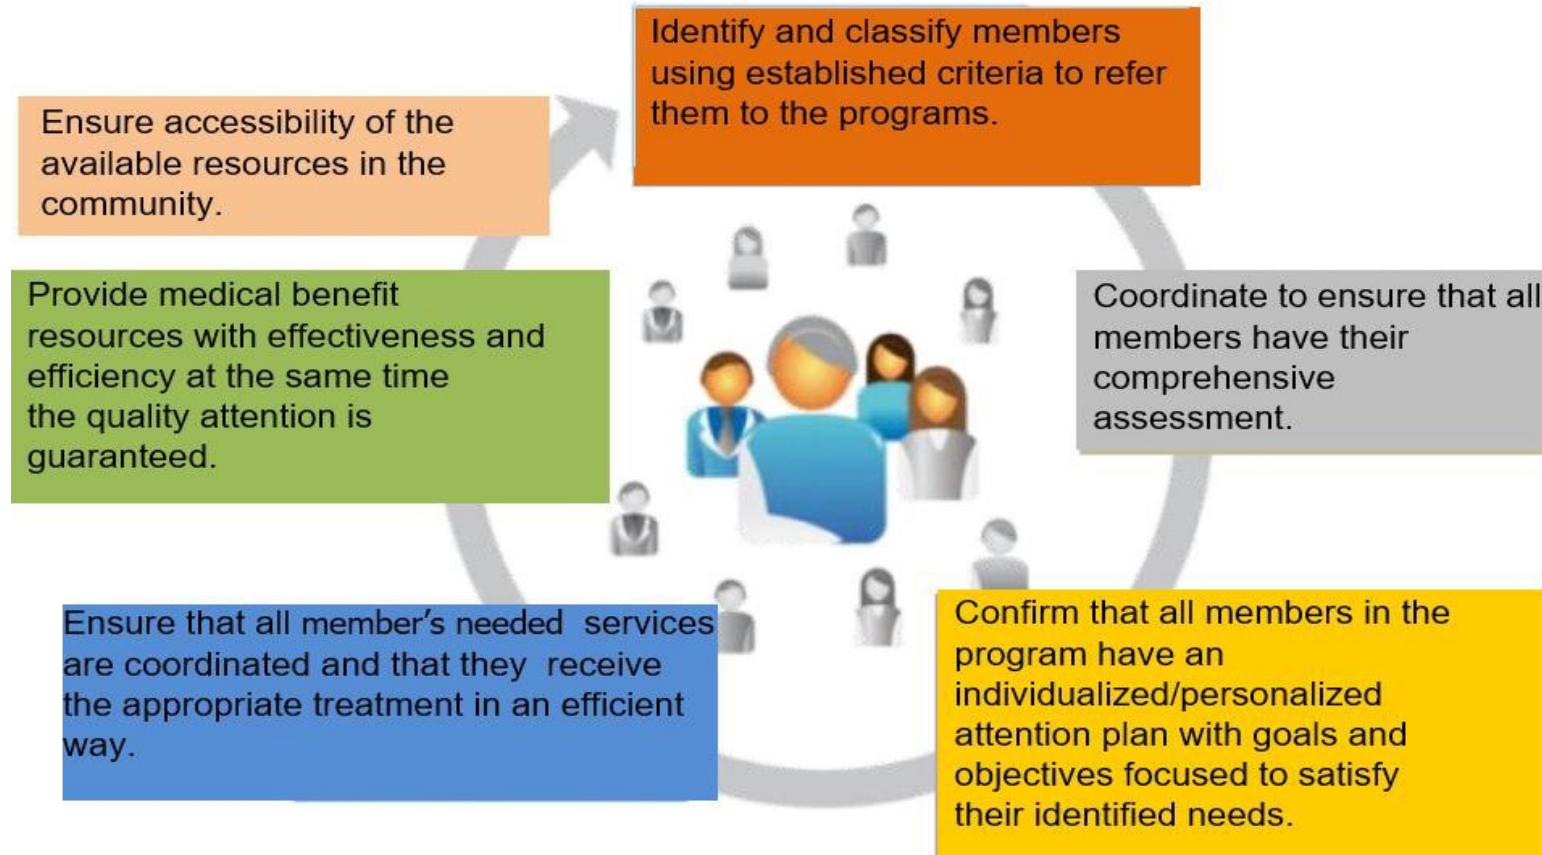 Identify and classify members
using established criteria to refer
them to the programs.
Coordinate to ensure that all
members have their
comprehensive
assessment.
Confirm that all members in the
program have an
individualized/personalized
attention plan with goals and
objectives focused to satisfy
their identified needs.
Ensure that all member’s needed services
are coordinated and that they receive
the appropriate treatment in an efficient
way.
Provide medical benefit
resources with effectiveness and
efficiency at the same time
the quality attention is
guaranteed.
Ensure accessibility of the
available resources in the
community.